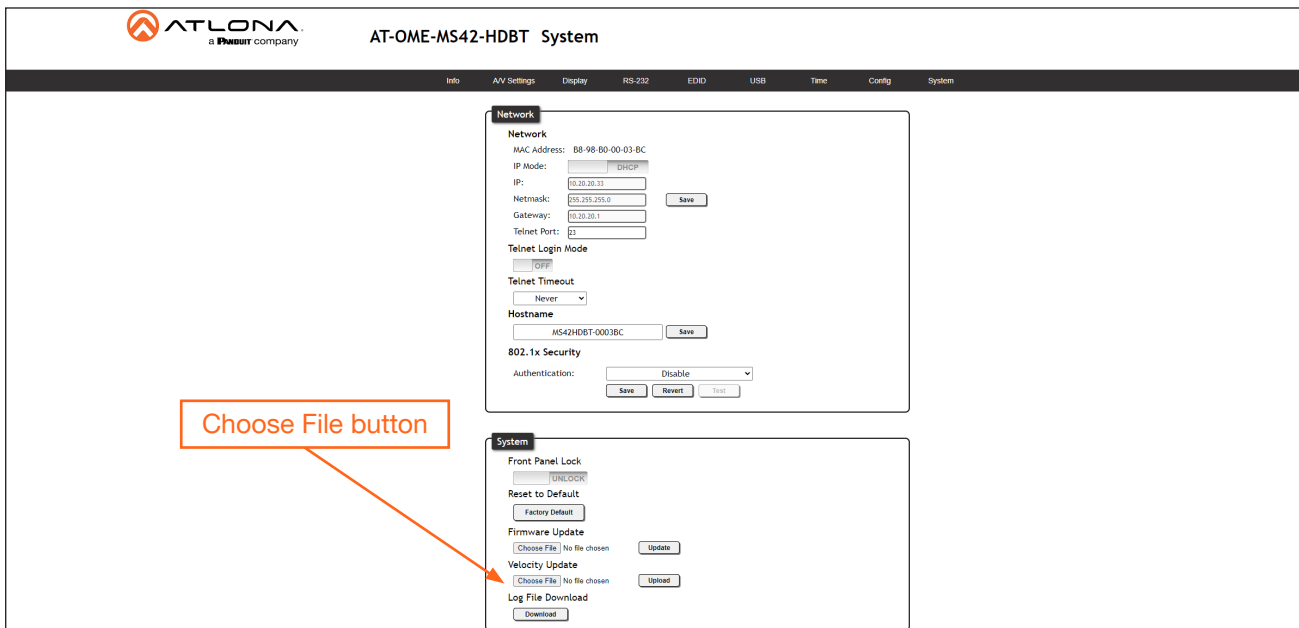 ATLONA.
a PANDUIT company
AT-OME-MS42-HDBT System
Info A/V Settings Display RS-232 EDID USB Time Config System
Network
Network
MAC Address: B8-98-B0-00-03-BC
IP Mode: DHCP
IP: 10.20.20.33
Netmask: 255.255.255.0 Save
Gateway: 10.20.20.1
Telnet Port: 23
Telnet Login Mode
OFF
Telnet Timeout
Never
Hostname
MS42HDBT-0003BC Save
802.1x Security
Authentication: Disable
Save Revert Test
Choose File button
System
Front Panel Lock
UNLOCK
Reset to Default
Factory Default
Firmware Update
Choose File No file chosen Update
Velocity Update
Choose File No file chosen Upload
Log File Download
Download